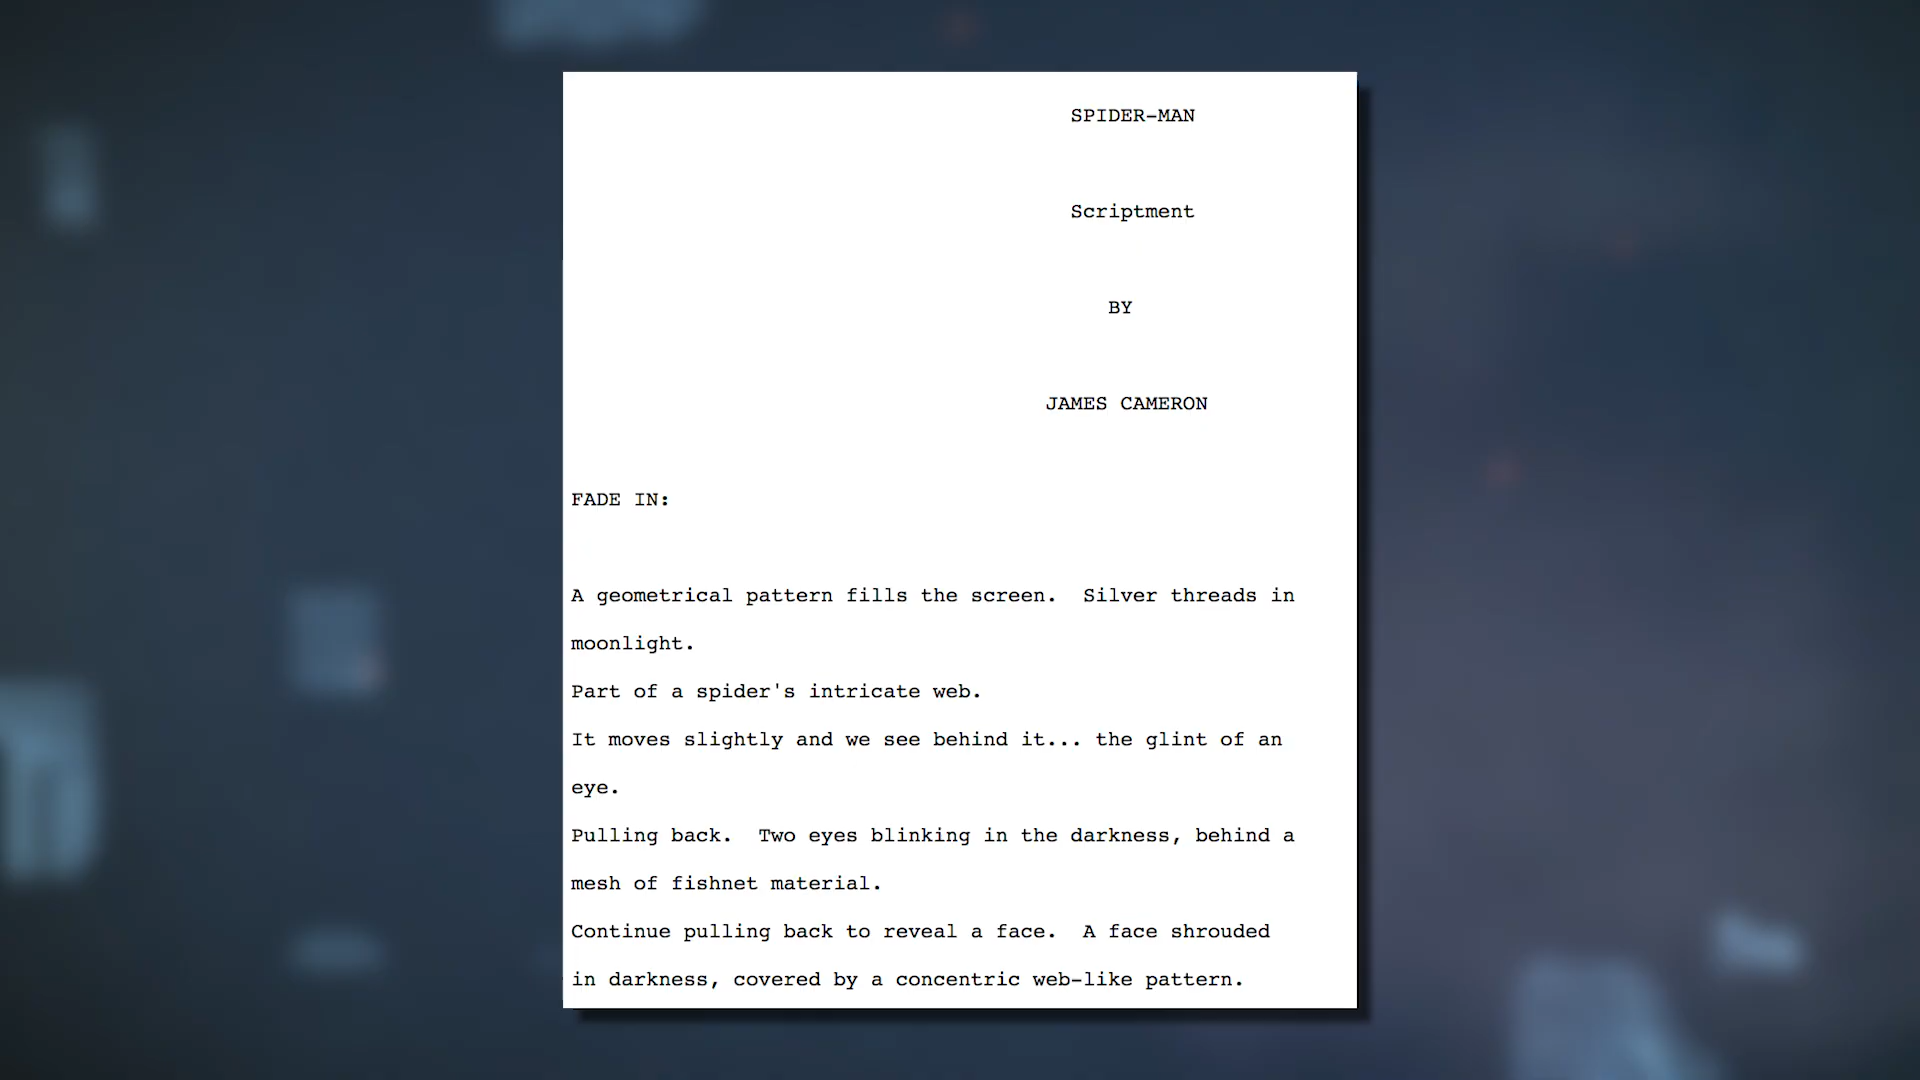 SPIDER-MAN
Scriptment
BY
JAMES CAMERON
FADE IN:
A geometrical pattern fills the screen.  Silver threads in
moonlight.
Part of a spider's intricate web.
It moves slightly and we see behind it... the glint of an
eye.
Pulling back.  Two eyes blinking in the darkness, behind a
mesh of fishnet material.
Continue pulling back to reveal a face.  A face shrouded
in darkness, covered by a concentric web-like pattern.